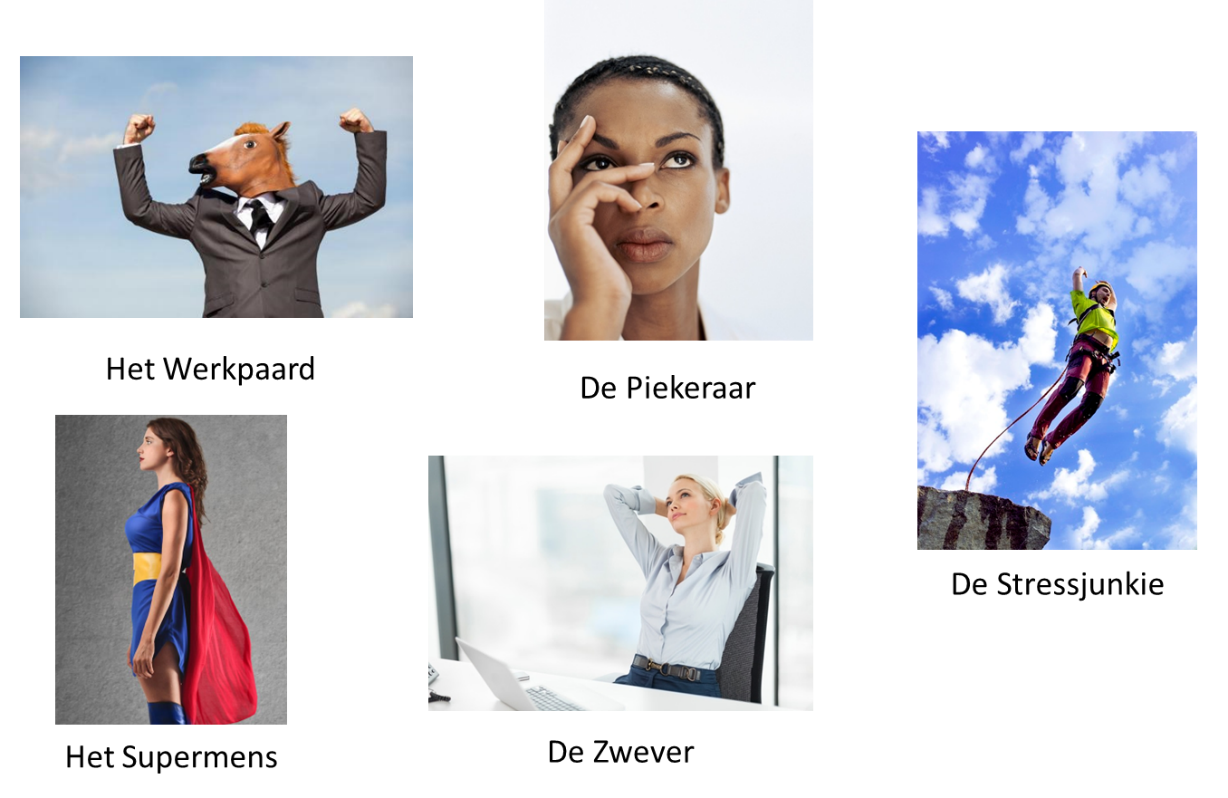 Het Werkpaard
De Piekeraar
De Stressjunkie
Het Supermens
De Zwever